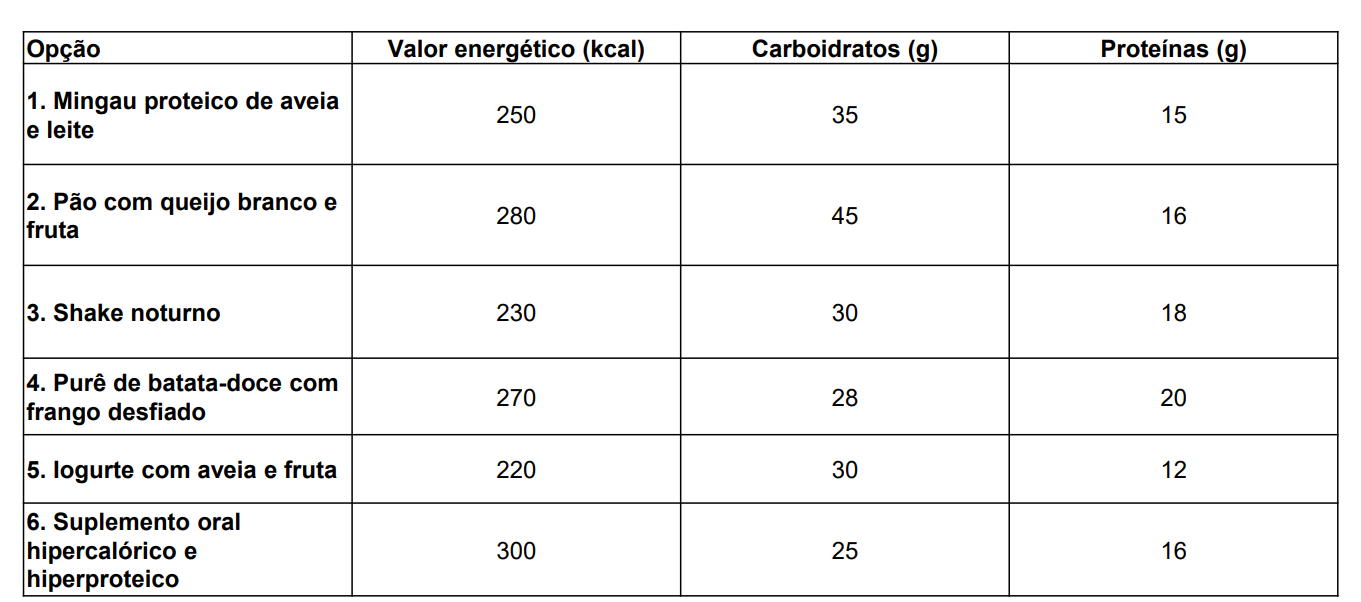 Opção Valor energético (kcal) Carboidratos (g) Proteínas (g)
1. Mingau proteico de aveia
e leite
250 35 15
2. Pão com queijo branco e
fruta
280 45 16
3. Shake noturno 230 30 18
4. Purê de batata-doce com
frango desfiado
270 28 20
5. Iogurte com aveia e fruta 220 30 12
6. Suplemento oral
hipercalórico e
hiperproteico
300 25 16